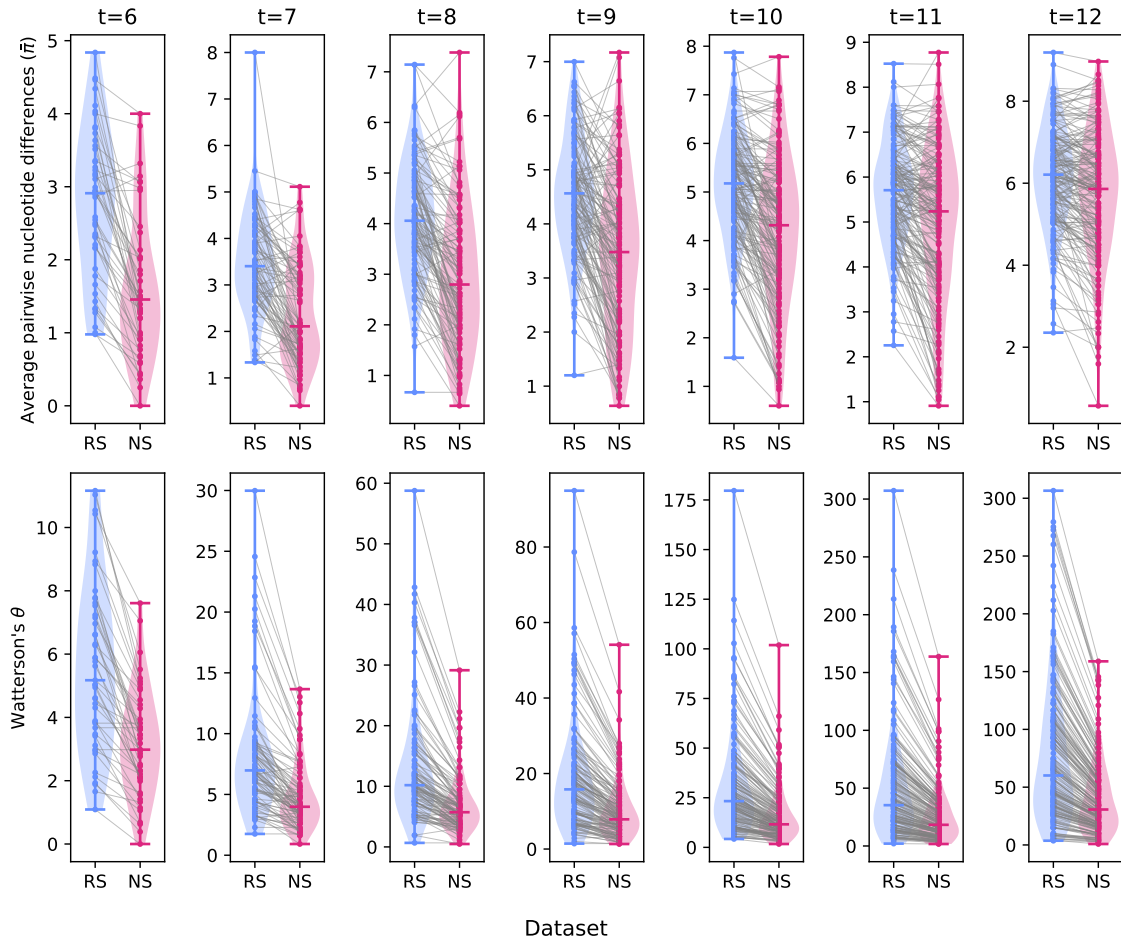 t=6 t=7 t=8 t=9 t=10 t=11 t=12
Average pairwise nucleotide differences (π̄)
5 4 3 2 1 0
8 7 6 5 4 3 2 1
7 6 5 4 3 2 1
7 6 5 4 3 2 1
8 7 6 5 4 3 2 1
9 8 7 6 5 4 3 2 1
8 6 4 2
RS NS RS NS RS NS RS NS RS NS RS NS RS NS
Watterson's θ
10 8 6 4 2 0
30 25 20 15 10 5 0
60 50 40 30 20 10 0
80 60 40 20 0
175 150 125 100 75 50 25 0
300 250 200 150 100 50 0
300 250 200 150 100 50 0
RS NS RS NS RS NS RS NS RS NS RS NS RS NS
Dataset